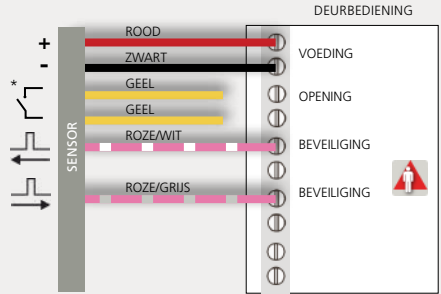 DEURBEDIENING
+ ROOD
- ZWART
VOEDING
* GEEL
OPENING
GEEL
ROZE/WIT
BEVEILIGING
SENSOR
ROZE/GRIJS
BEVEILIGING